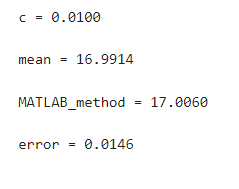 c = 0.0100
mean = 16.9914
MATLAB_method = 17.0060
error = 0.0146